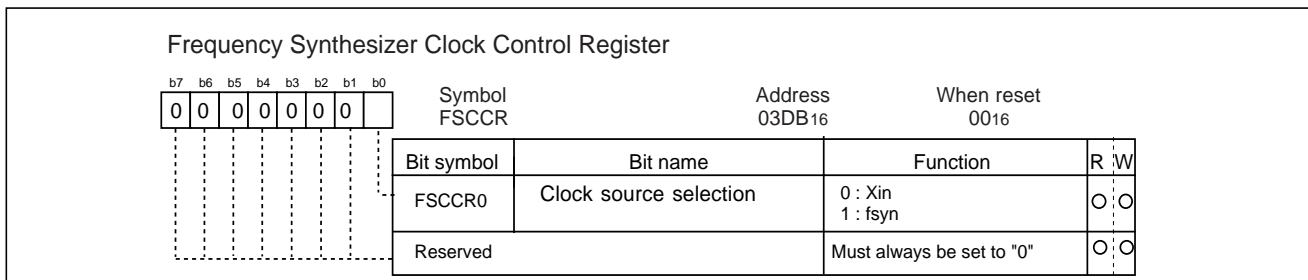 Frequency Synthesizer Clock Control Register
b7 b6 b5 b4 b3 b2 b1 b0
0 0 0 0 0 0 0
Symbol Address When reset
FSCCR 03DB16 0016
Bit symbol Bit name Function R W
FSCCR0 Clock source selection 0 : Xin
1 : fsyn
Reserved Must always be set to "0"